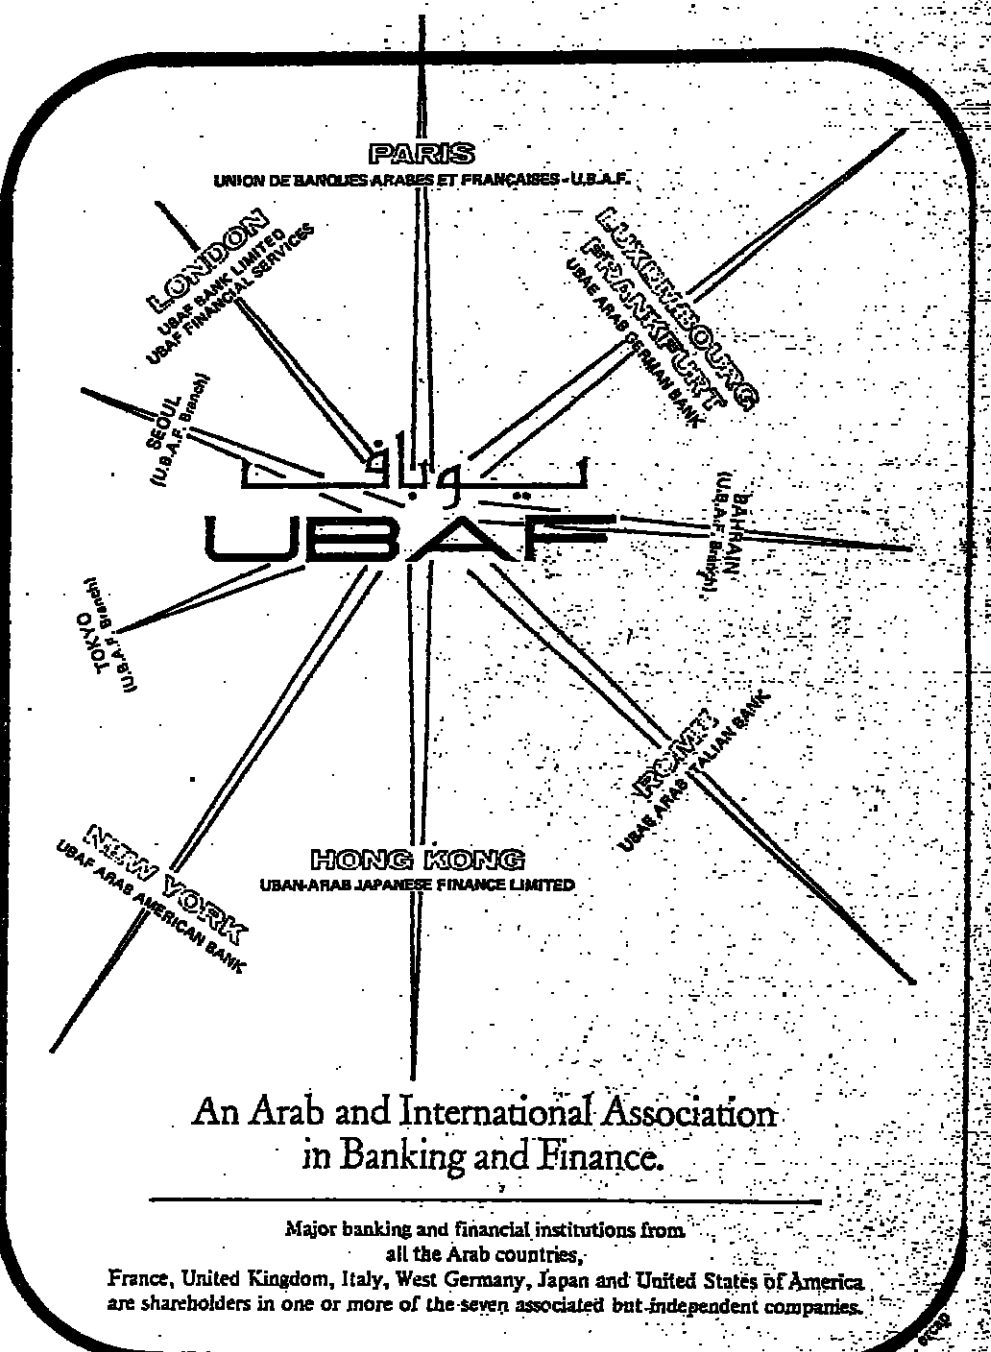 PARIS
UNION DE BANQUES ARABES ET FRANÇAISES - U.B.A.F.
LONDON
UBAF BANK LIMITED
UBAF FINANCIAL SERVICES
LUXEMBOURG
FRANKFURT
UBAE ARAB GERMAN BANK
SEOUL
(U.B.A.F. Branch)
BAHRAIN
(U.B.A.F. Branch)
UBAF
TOKYO
(U.B.A.F. Branch)
ROME
UBAE ARAB ITALIAN BANK
NEW YORK
UBAF ARAB AMERICAN BANK
HONG KONG
UBAN-ARAB JAPANESE FINANCE LIMITED
An Arab and International Association
in Banking and Finance.
Major banking and financial institutions from
all the Arab countries,
France, United Kingdom, Italy, West Germany, Japan and United States of America
are shareholders in one or more of the seven associated but independent companies.